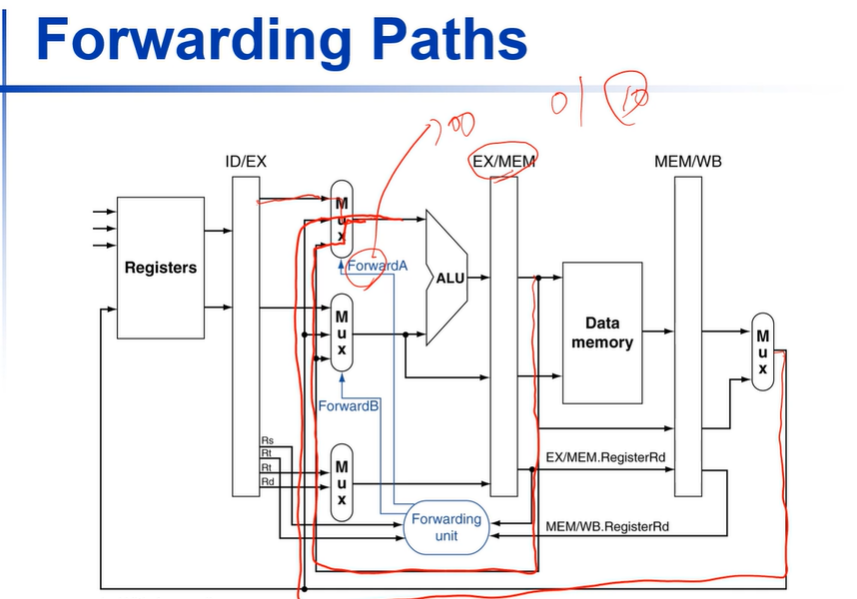 Forwarding Paths
00
01 10
ID/EX
EX/MEM
MEM/WB
Mux
Registers
ForwardA
ALU
Mux
Data
memory
Mux
ForwardB
Rs
Rt
Rt
Rd
Mux
EX/MEM.RegisterRd
Forwarding
unit
MEM/WB.RegisterRd